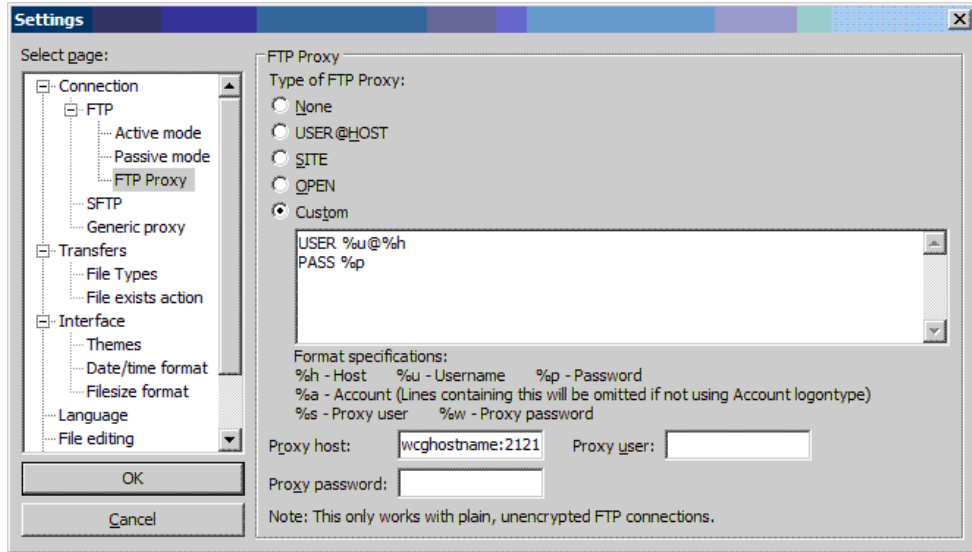 Settings
Select page:
Connection
FTP
Active mode
Passive mode
FTP Proxy
SFTP
Generic proxy
Transfers
File Types
File exists action
Interface
Themes
Date/time format
Filesize format
Language
File editing
OK
Cancel
FTP Proxy
Type of FTP Proxy:
None
USER@HOST
SITE
OPEN
Custom
USER %u@%h
PASS %p
Format specifications:
%h - Host %u - Username %p - Password
%a - Account (Lines containing this will be omitted if not using Account logontype)
%s - Proxy user %w - Proxy password
Proxy host: wcghostname:2121 Proxy user:
Proxy password:
Note: This only works with plain, unencrypted FTP connections.